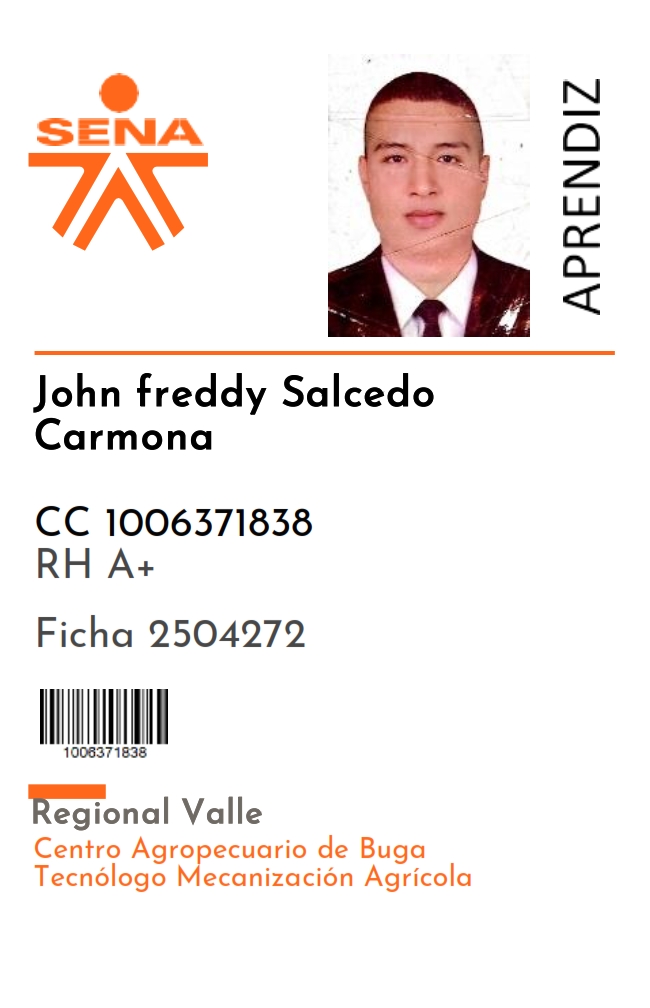 SENA
APRENDIZ
John freddy Salcedo
Carmona
CC 1006371838
RH A+
Ficha 2504272
1006371838
Regional Valle
Centro Agropecuario de Buga
Tecnólogo Mecanización Agrícola